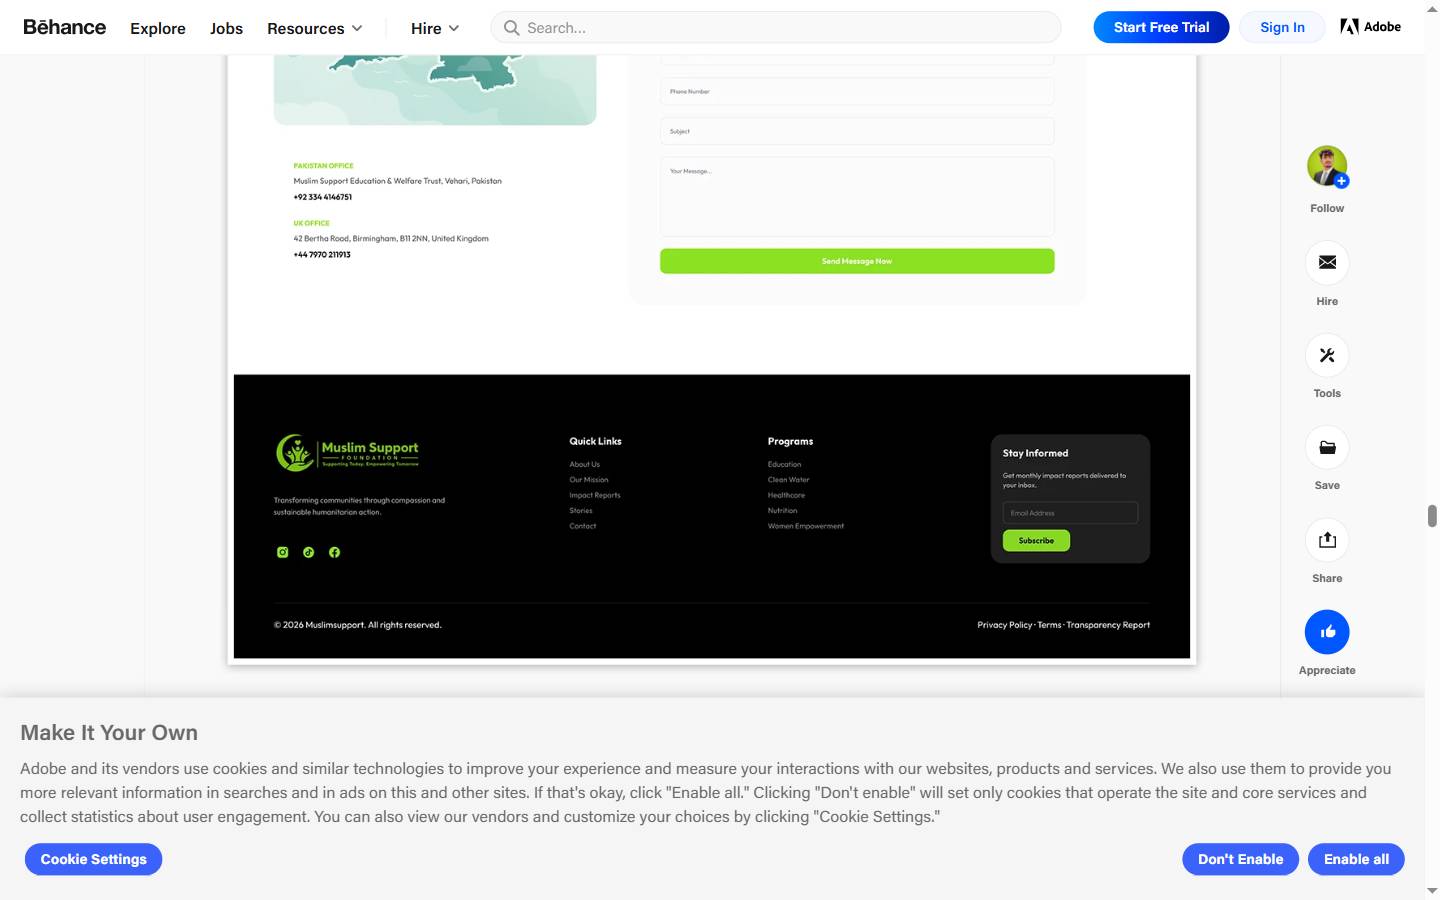 Bēhance
Explore
Jobs
Resources
Hire
Search...
Start Free Trial
Sign In
Adobe
Phone Number
Subject
Your Message...
Send Message Now
PAKISTAN OFFICE
Muslim Support Education & Welfare Trust, Vehari, Pakistan
+92 334 4146751
UK OFFICE
42 Bertha Road, Birmingham, B11 2NN, United Kingdom
+44 7970 211913
Muslim Support
FOUNDATION
Supporting Today. Empowering Tomorrow
Transforming communities through compassion and
sustainable humanitarian action.
Quick Links
About Us
Our Mission
Impact Reports
Stories
Contact
Programs
Education
Clean Water
Healthcare
Nutrition
Women Empowerment
Stay Informed
Get monthly impact reports delivered to
your inbox.
Email Address
Subscribe
© 2026 Muslimsupport. All rights reserved.
Privacy Policy · Terms · Transparency Report
Follow
Hire
Tools
Save
Share
Appreciate
Make It Your Own
Adobe and its vendors use cookies and similar technologies to improve your experience and measure your interactions with our websites, products and services. We also use them to provide you
more relevant information in searches and in ads on this and other sites. If that's okay, click "Enable all." Clicking "Don't enable" will set only cookies that operate the site and core services and
collect statistics about user engagement. You can also view our vendors and customize your choices by clicking "Cookie Settings."
Cookie Settings
Don't Enable
Enable all